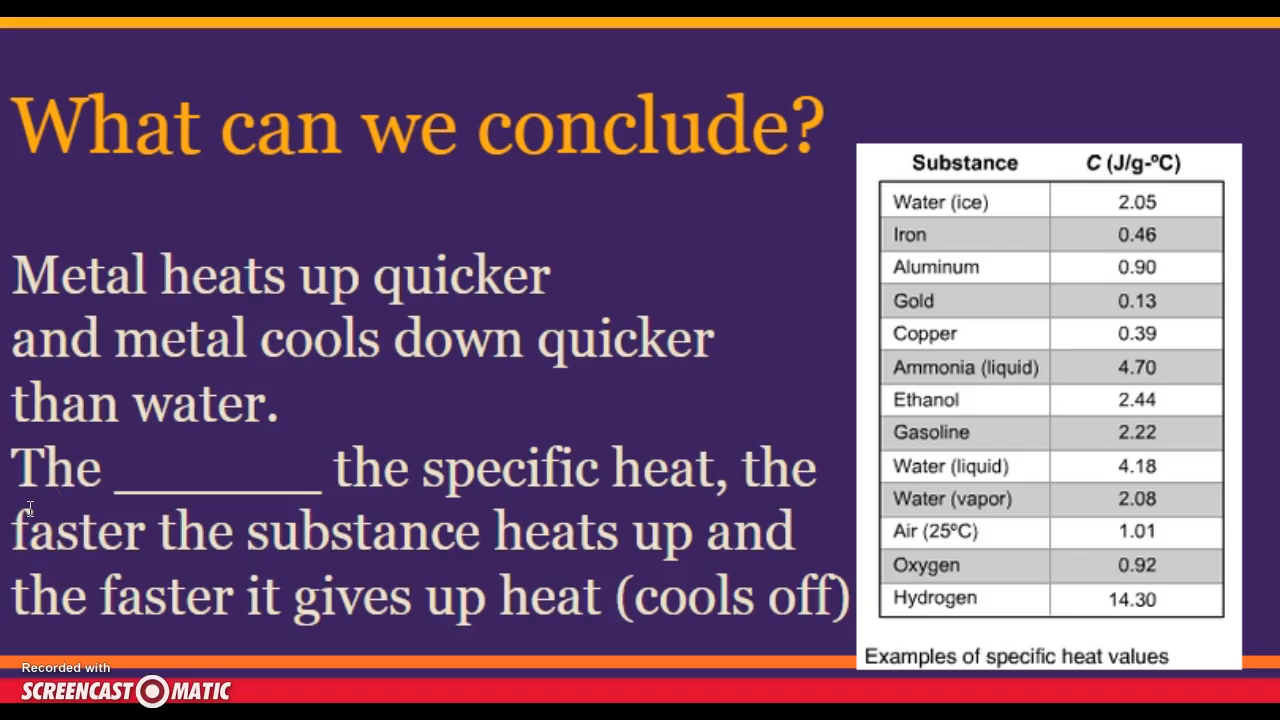 What can we conclude?
Metal heats up quicker
and metal cools down quicker
than water.
The _______ the specific heat, the
faster the substance heats up and
the faster it gives up heat (cools off)
Substance C (J/g-ºC)
Water (ice) 2.05
Iron 0.46
Aluminum 0.90
Gold 0.13
Copper 0.39
Ammonia (liquid) 4.70
Ethanol 2.44
Gasoline 2.22
Water (liquid) 4.18
Water (vapor) 2.08
Air (25ºC) 1.01
Oxygen 0.92
Hydrogen 14.30
Examples of specific heat values
Recorded with
SCREENCAST MATIC